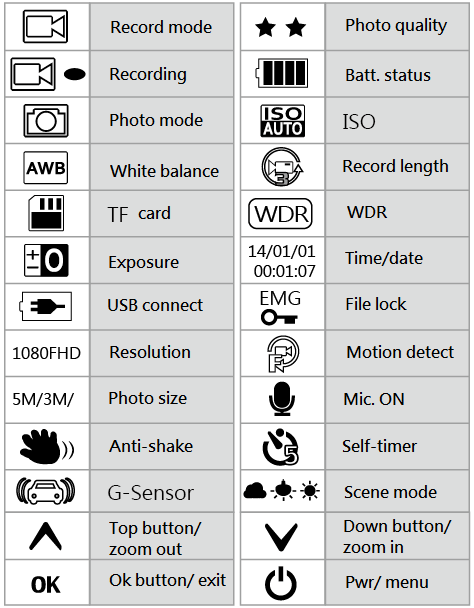 Record mode
Recording
Photo mode
AWB
White balance
TF card
± 0
Exposure
USB connect
1080FHD
Resolution
5M/3M/
Photo size
Anti-shake
G-Sensor
Top button/
zoom out
OK
Ok button/ exit
Photo quality
Batt. status
ISO
AUTO
ISO
3
Record length
WDR
WDR
14/01/01
00:01:07
Time/date
EMG
File lock
F
Motion detect
Mic. ON
5
Self-timer
Scene mode
Down button/
zoom in
Pwr/ menu